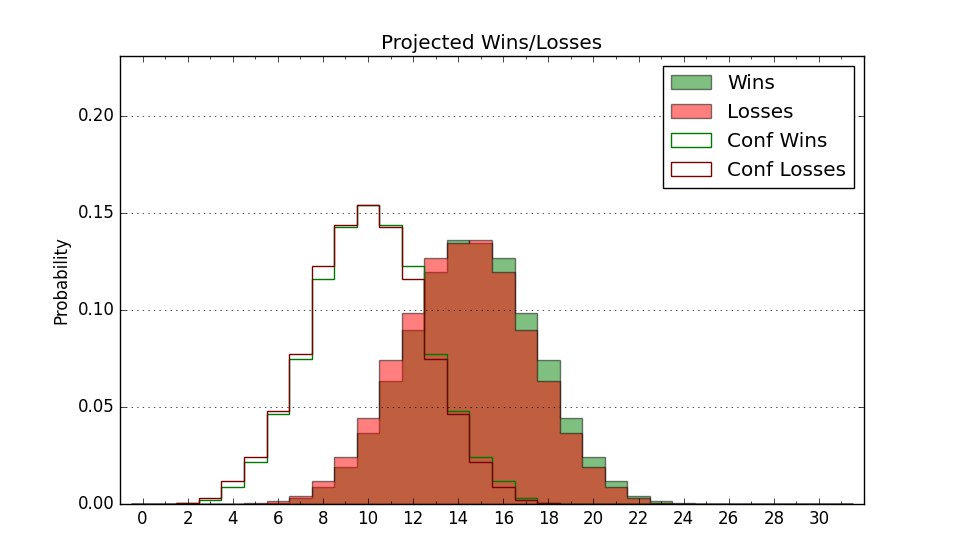 Projected Wins/Losses
Wins
Losses
Conf Wins
Conf Losses
Probability
0.20
0.15
0.10
0.05
0.00
0 2 4 6 8 10 12 14 16 18 20 22 24 26 28 30